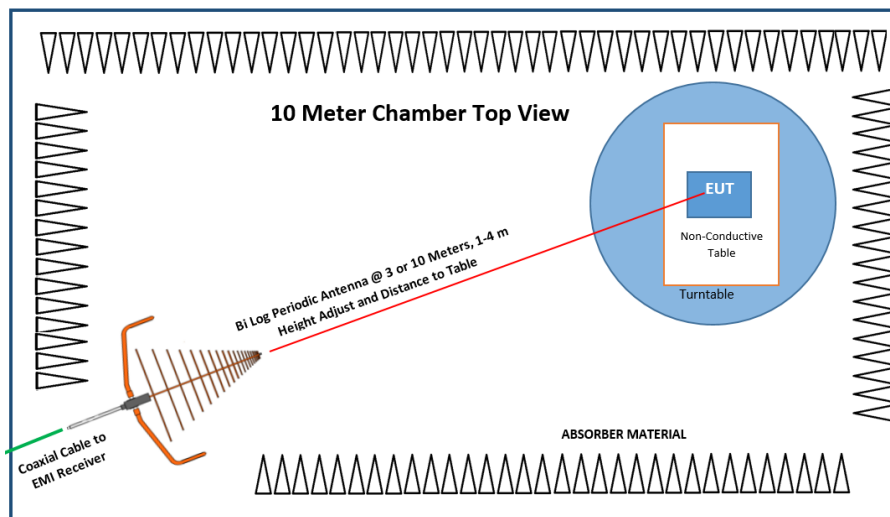 10 Meter Chamber Top View
EUT
Non-Conductive
Table
Turntable
Bi Log Periodic Antenna @ 3 or 10 Meters, 1-4 m
Height Adjust and Distance to Table
Coaxial Cable to
EMI Receiver
ABSORBER MATERIAL